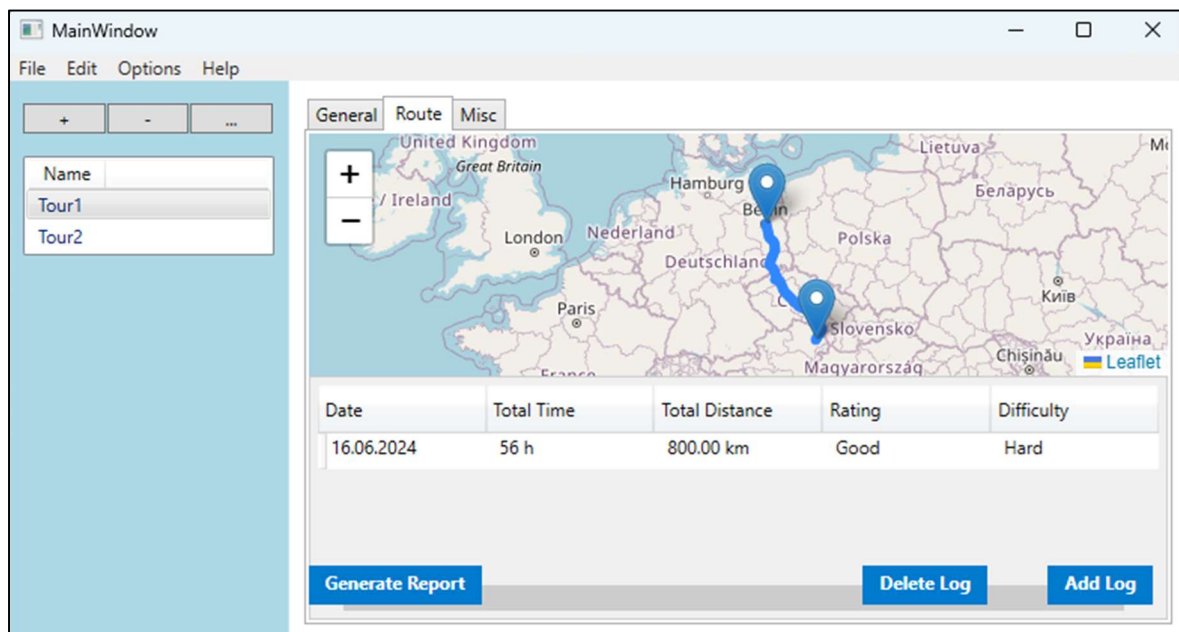 MainWindow
File Edit Options Help
+ - ...
Name
Tour1
Tour2
General Route Misc
+
−
United Kingdom
Great Britain
/ Ireland
London
Nederland
Hamburg
Deutschland
Paris
Polska
Lietuva
Беларусь
Київ
Slovensko
Україна
Chișinău
Magyarország
Leaflet
Date Total Time Total Distance Rating Difficulty
16.06.2024 56 h 800.00 km Good Hard
Generate Report Delete Log Add Log